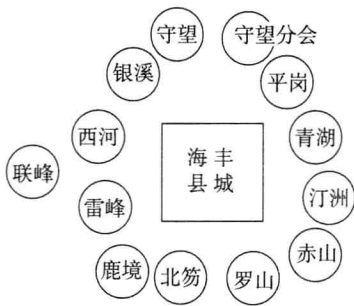 守望
守望分会
银溪
平岗
西河
海丰
县城
青湖
联峰
雷峰
汀洲
鹿境
北笏
罗山
赤山